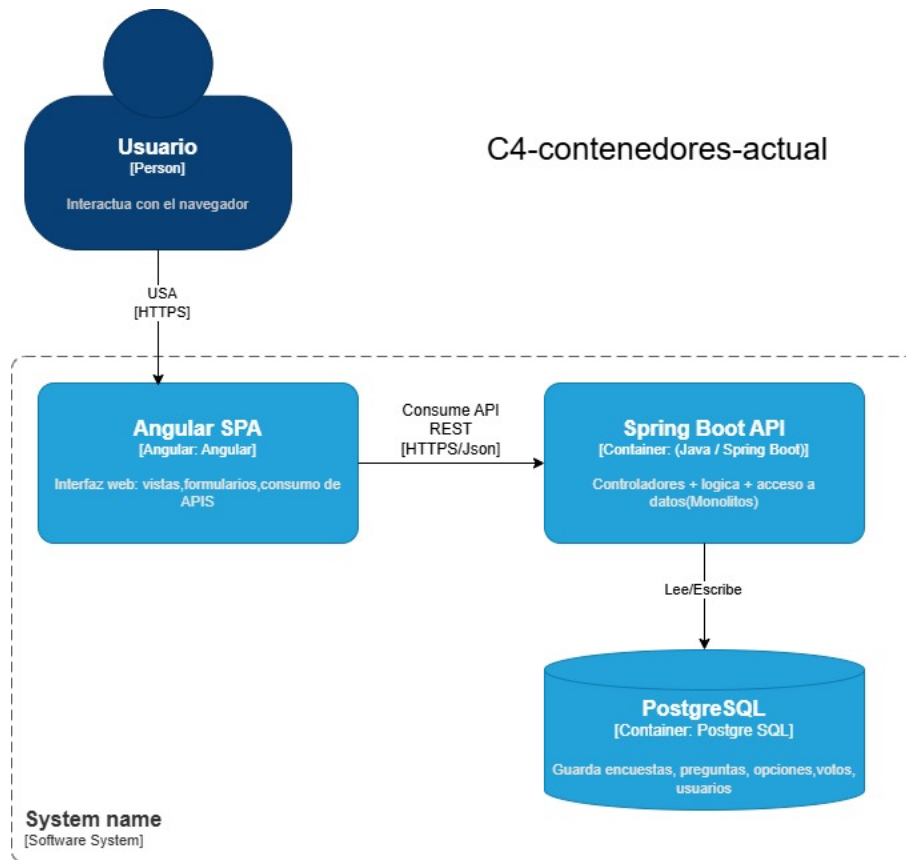 C4-contenedores-actual
Usuario
[Person]
Interactua con el navegador
USA
[HTTPS]
Angular SPA
[Angular: Angular]
Interfaz web: vistas,formularios,consumo de
APIS
Consume API
REST
[HTTPS/Json]
Spring Boot API
[Container: (Java / Spring Boot)]
Controladores + logica + acceso a
datos(Monolitos)
Lee/Escribe
PostgreSQL
[Container: Postgre SQL]
Guarda encuestas, preguntas, opciones,votos,
usuarios
System name
[Software System]